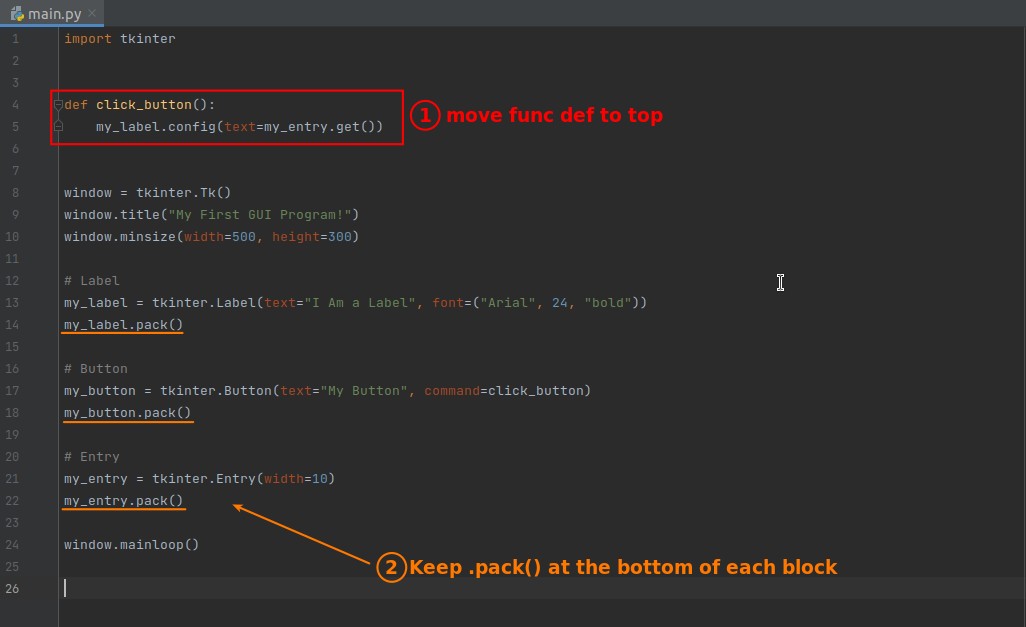 main.py
1 import tkinter
2
3
4 def click_button():
5     my_label.config(text=my_entry.get())
1 move func def to top
6
7
8 window = tkinter.Tk()
9 window.title("My First GUI Program!")
10 window.minsize(width=500, height=300)
11
12 # Label
13 my_label = tkinter.Label(text="I Am a Label", font=("Arial", 24, "bold"))
14 my_label.pack()
15
16 # Button
17 my_button = tkinter.Button(text="My Button", command=click_button)
18 my_button.pack()
19
20 # Entry
21 my_entry = tkinter.Entry(width=10)
22 my_entry.pack()
23
24 window.mainloop()
25
2 Keep .pack() at the bottom of each block
26